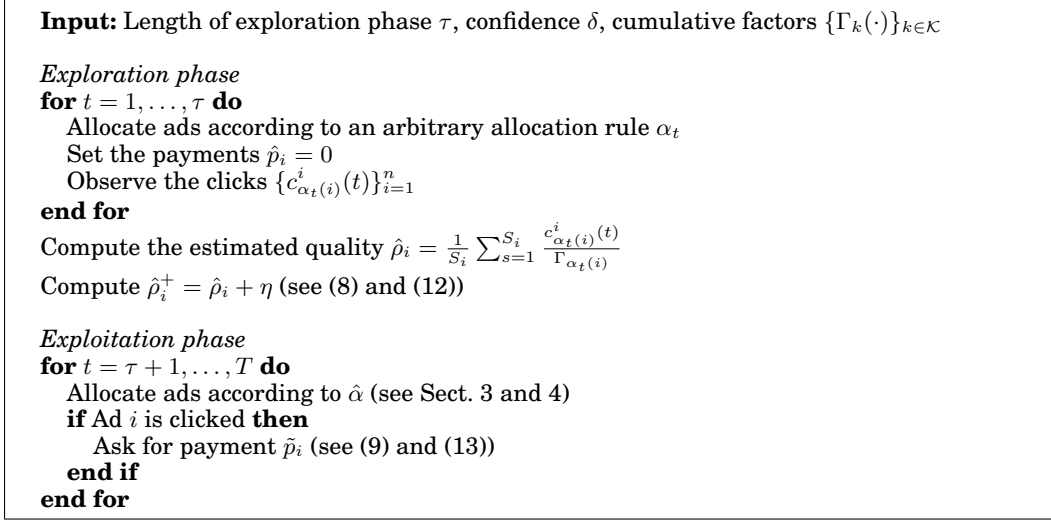 Input: Length of exploration phase τ, confidence δ, cumulative factors {Γ_k(·)}_{k∈𝒦}
Exploration phase
for t = 1, . . . , τ do
Allocate ads according to an arbitrary allocation rule α_t
Set the payments p̂_i = 0
Observe the clicks {c^i_{α_t(i)}(t)}^n_{i=1}
end for
Compute the estimated quality ρ̂_i = \frac{1}{S_i} ∑^{S_i}_{s=1} \frac{c^i_{α_t(i)}(t)}{Γ_{α_t(i)}}
Compute ρ̂^+_i = ρ̂_i + η (see (8) and (12))
Exploitation phase
for t = τ + 1, . . . , T do
Allocate ads according to α̂ (see Sect. 3 and 4)
if Ad i is clicked then
Ask for payment p̃_i (see (9) and (13))
end if
end for